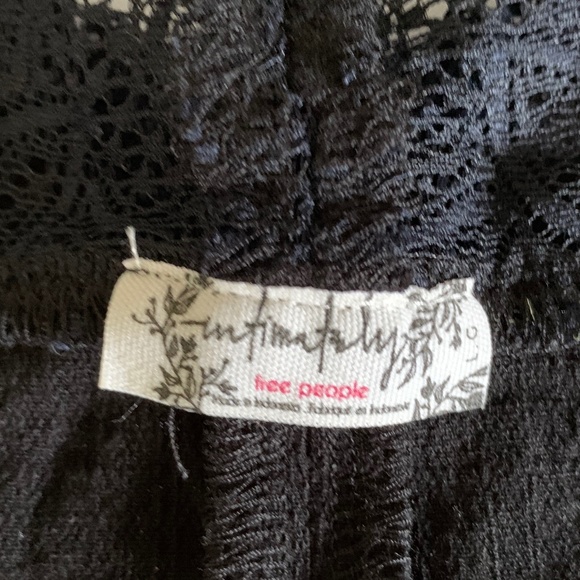 intimately
free people
Made in Indonesia Fabriqué en Indonésie